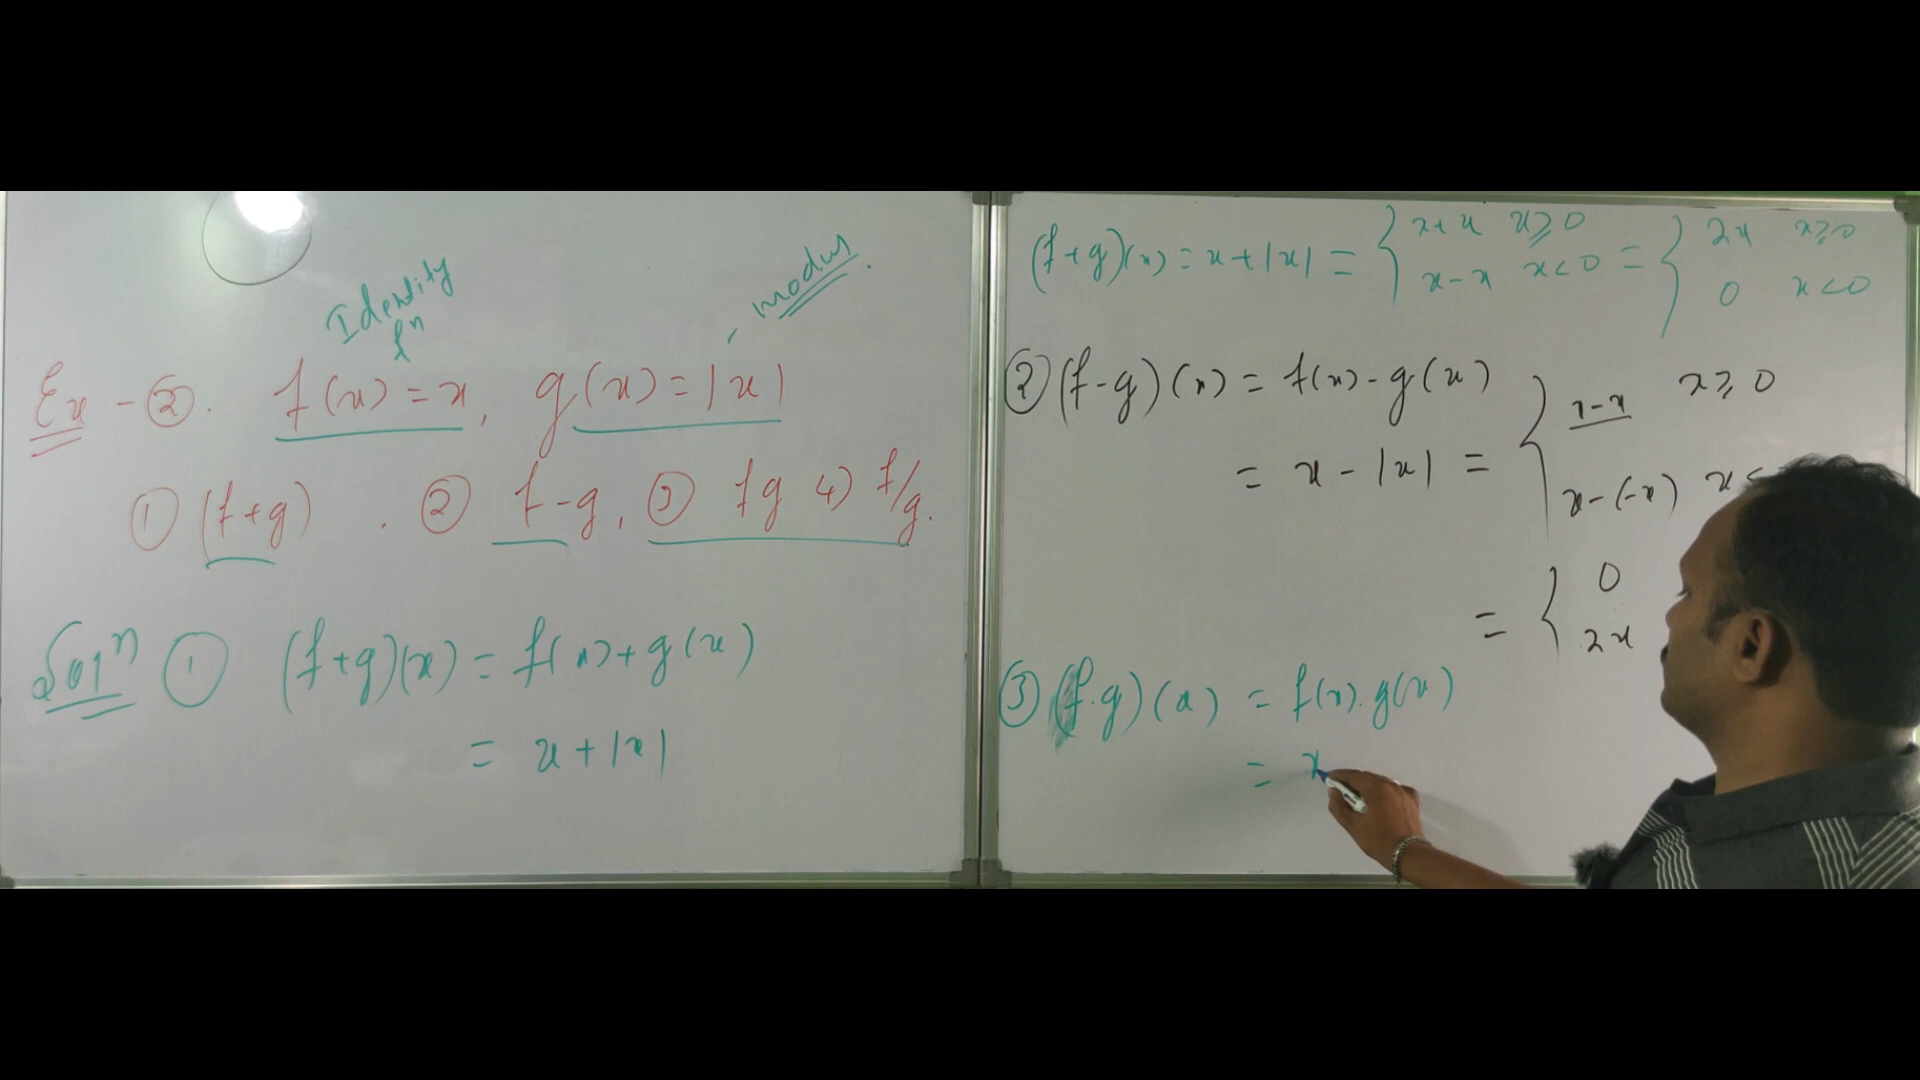 Identity fⁿ
modus.
Ex - ②. f(x) = x, g(x) = |x|
① (f+g) . ② f-g, ③ fg 4) f/g.
Solⁿ ① (f+g)(x) = f(x)+g(x)
= x + |x|
(f+g)(x) = x+|x| = { x+x x≥0 = { 2x x≥0
x-x x<0 0 x<0
② (f-g)(x) = f(x) - g(x)
= x - |x| = { x-x x≥0
x-(-x) x<
= { 0
2x
③ (f.g)(x) = f(x).g(x)
= x